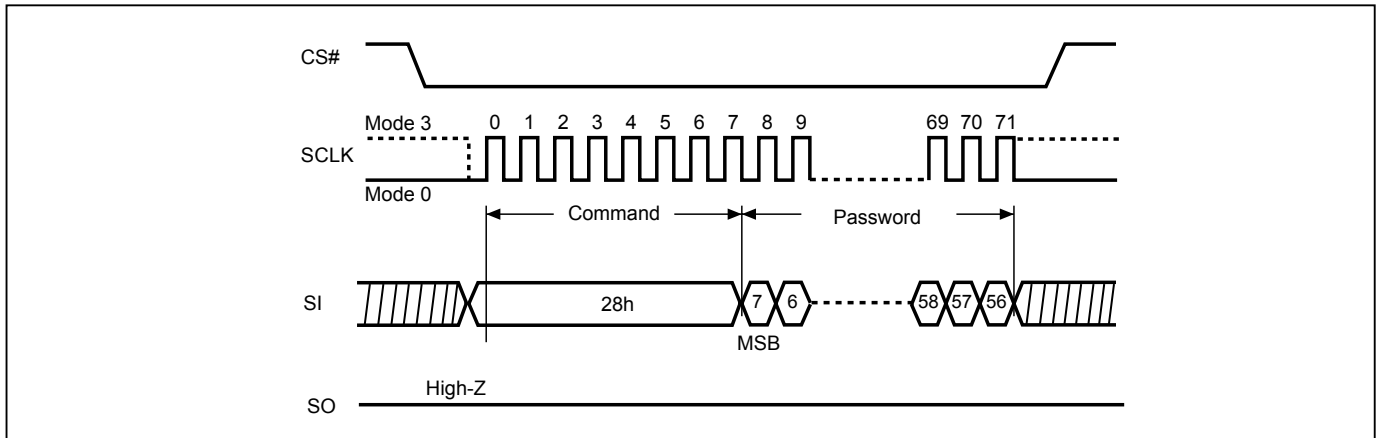 CS#
Mode 3
0 1 2 3 4 5 6 7 8 9 69 70 71
SCLK
Mode 0
Command Password
SI 28h 7 6 58 57 56
MSB
High-Z
SO